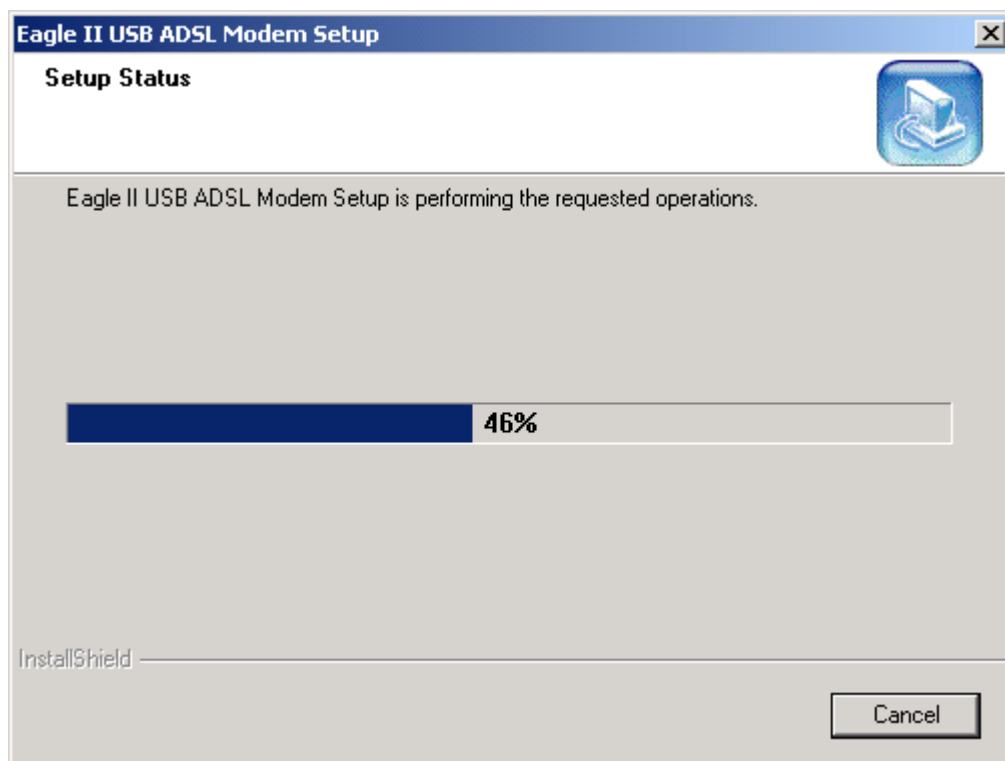 Eagle II USB ADSL Modem Setup
Setup Status
Eagle II USB ADSL Modem Setup is performing the requested operations.
46%
InstallShield
Cancel